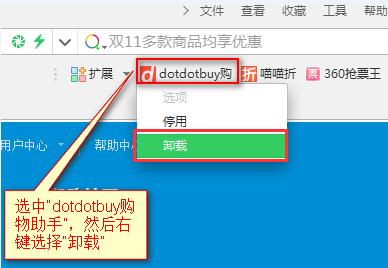 文件 查看 收藏 工具 帮助
双11多款商品均享优惠
扩展 dotdotbuy购 折 喵喵折 票 360抢票王
选项
停用
卸载
用户中心 帮助中
选中"dotdotbuy购
物助手"，然后右
键选择"卸载"